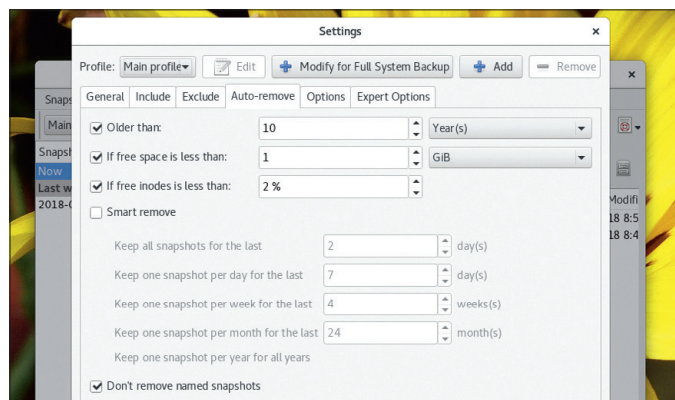 Settings
Profile: Main profile Edit Modify for Full System Backup Add Remove
General Include Exclude Auto-remove Options Expert Options
Older than: 10 Year(s)
If free space is less than: 1 GiB
If free inodes is less than: 2 %
Smart remove
Keep all snapshots for the last 2 day(s)
Keep one snapshot per day for the last 7 day(s)
Keep one snapshot per week for the last 4 weeks(s)
Keep one snapshot per month for the last 24 month(s)
Keep one snapshot per year for all years
Don't remove named snapshots
Snaps
Main
Snapsh
Now
Last w
2018-0
Modifi
18 8:5
18 8:4